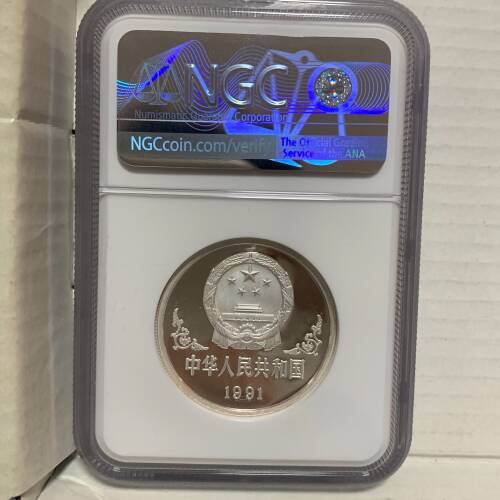 NGC
Numismatic Guaranty Corporation
NGCcoin.com/verify
The Official Grading
Service of the ANA
中华人民共和国
1991